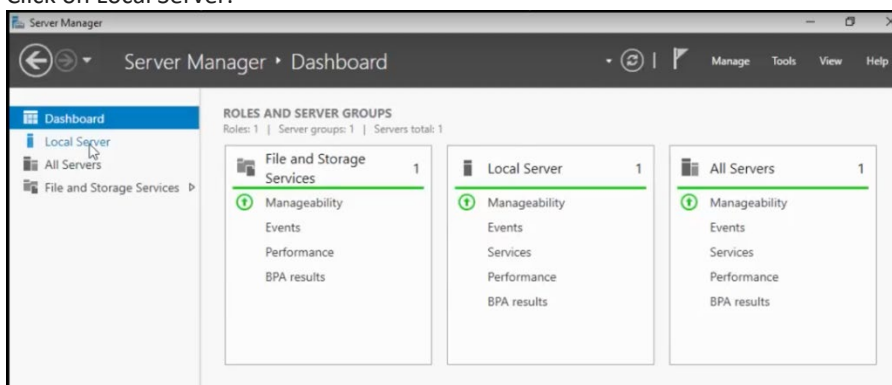 Click on Local Server.
Server Manager
Server Manager ‣ Dashboard
Manage Tools View Help
Dashboard
Local Server
All Servers
File and Storage Services
ROLES AND SERVER GROUPS
Roles: 1 | Server groups: 1 | Servers total: 1
File and Storage Services 1
Manageability
Events
Performance
BPA results
Local Server 1
Manageability
Events
Services
Performance
BPA results
All Servers 1
Manageability
Events
Services
Performance
BPA results